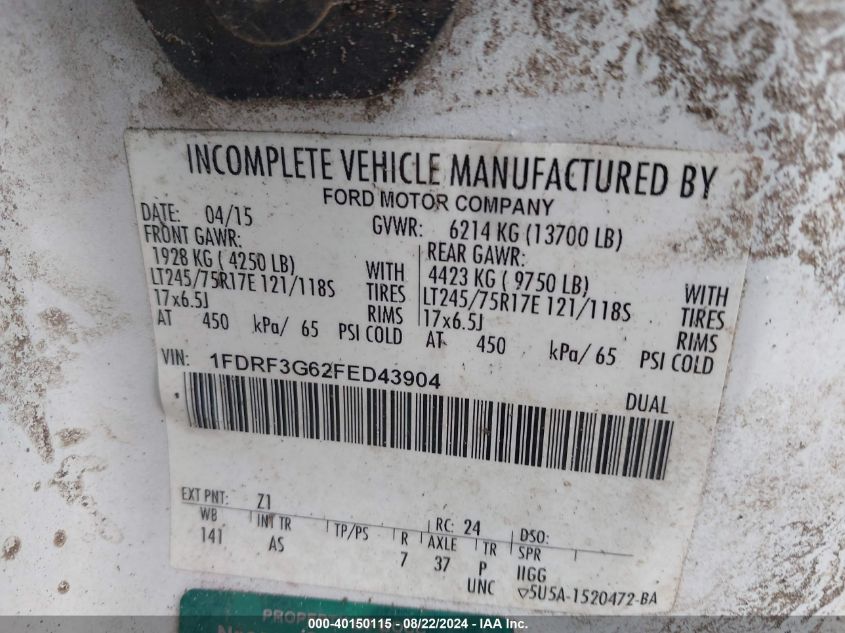 INCOMPLETE VEHICLE MANUFACTURED BY
FORD MOTOR COMPANY
DATE: 04/15 GVWR: 6214 KG (13700 LB)
FRONT GAWR: REAR GAWR:
1928 KG ( 4250 LB) WITH 4423 KG ( 9750 LB) WITH
LT245/75R17E 121/118S TIRES LT245/75R17E 121/118S TIRES
17x6.5J RIMS 17x6.5J RIMS
AT 450 kPa/ 65 PSI COLD AT 450 kPa/ 65 PSI COLD
VIN: 1FDRF3G62FED43904
DUAL
EXT PNT: Z1 RC: 24 DSO:
WB INT TR TP/PS R AXLE TR SPR
141 AS 7 37 P IIGG
UNC ▽5U5A-1520472-BA
000-40150115 - 08/22/2024 - IAAI